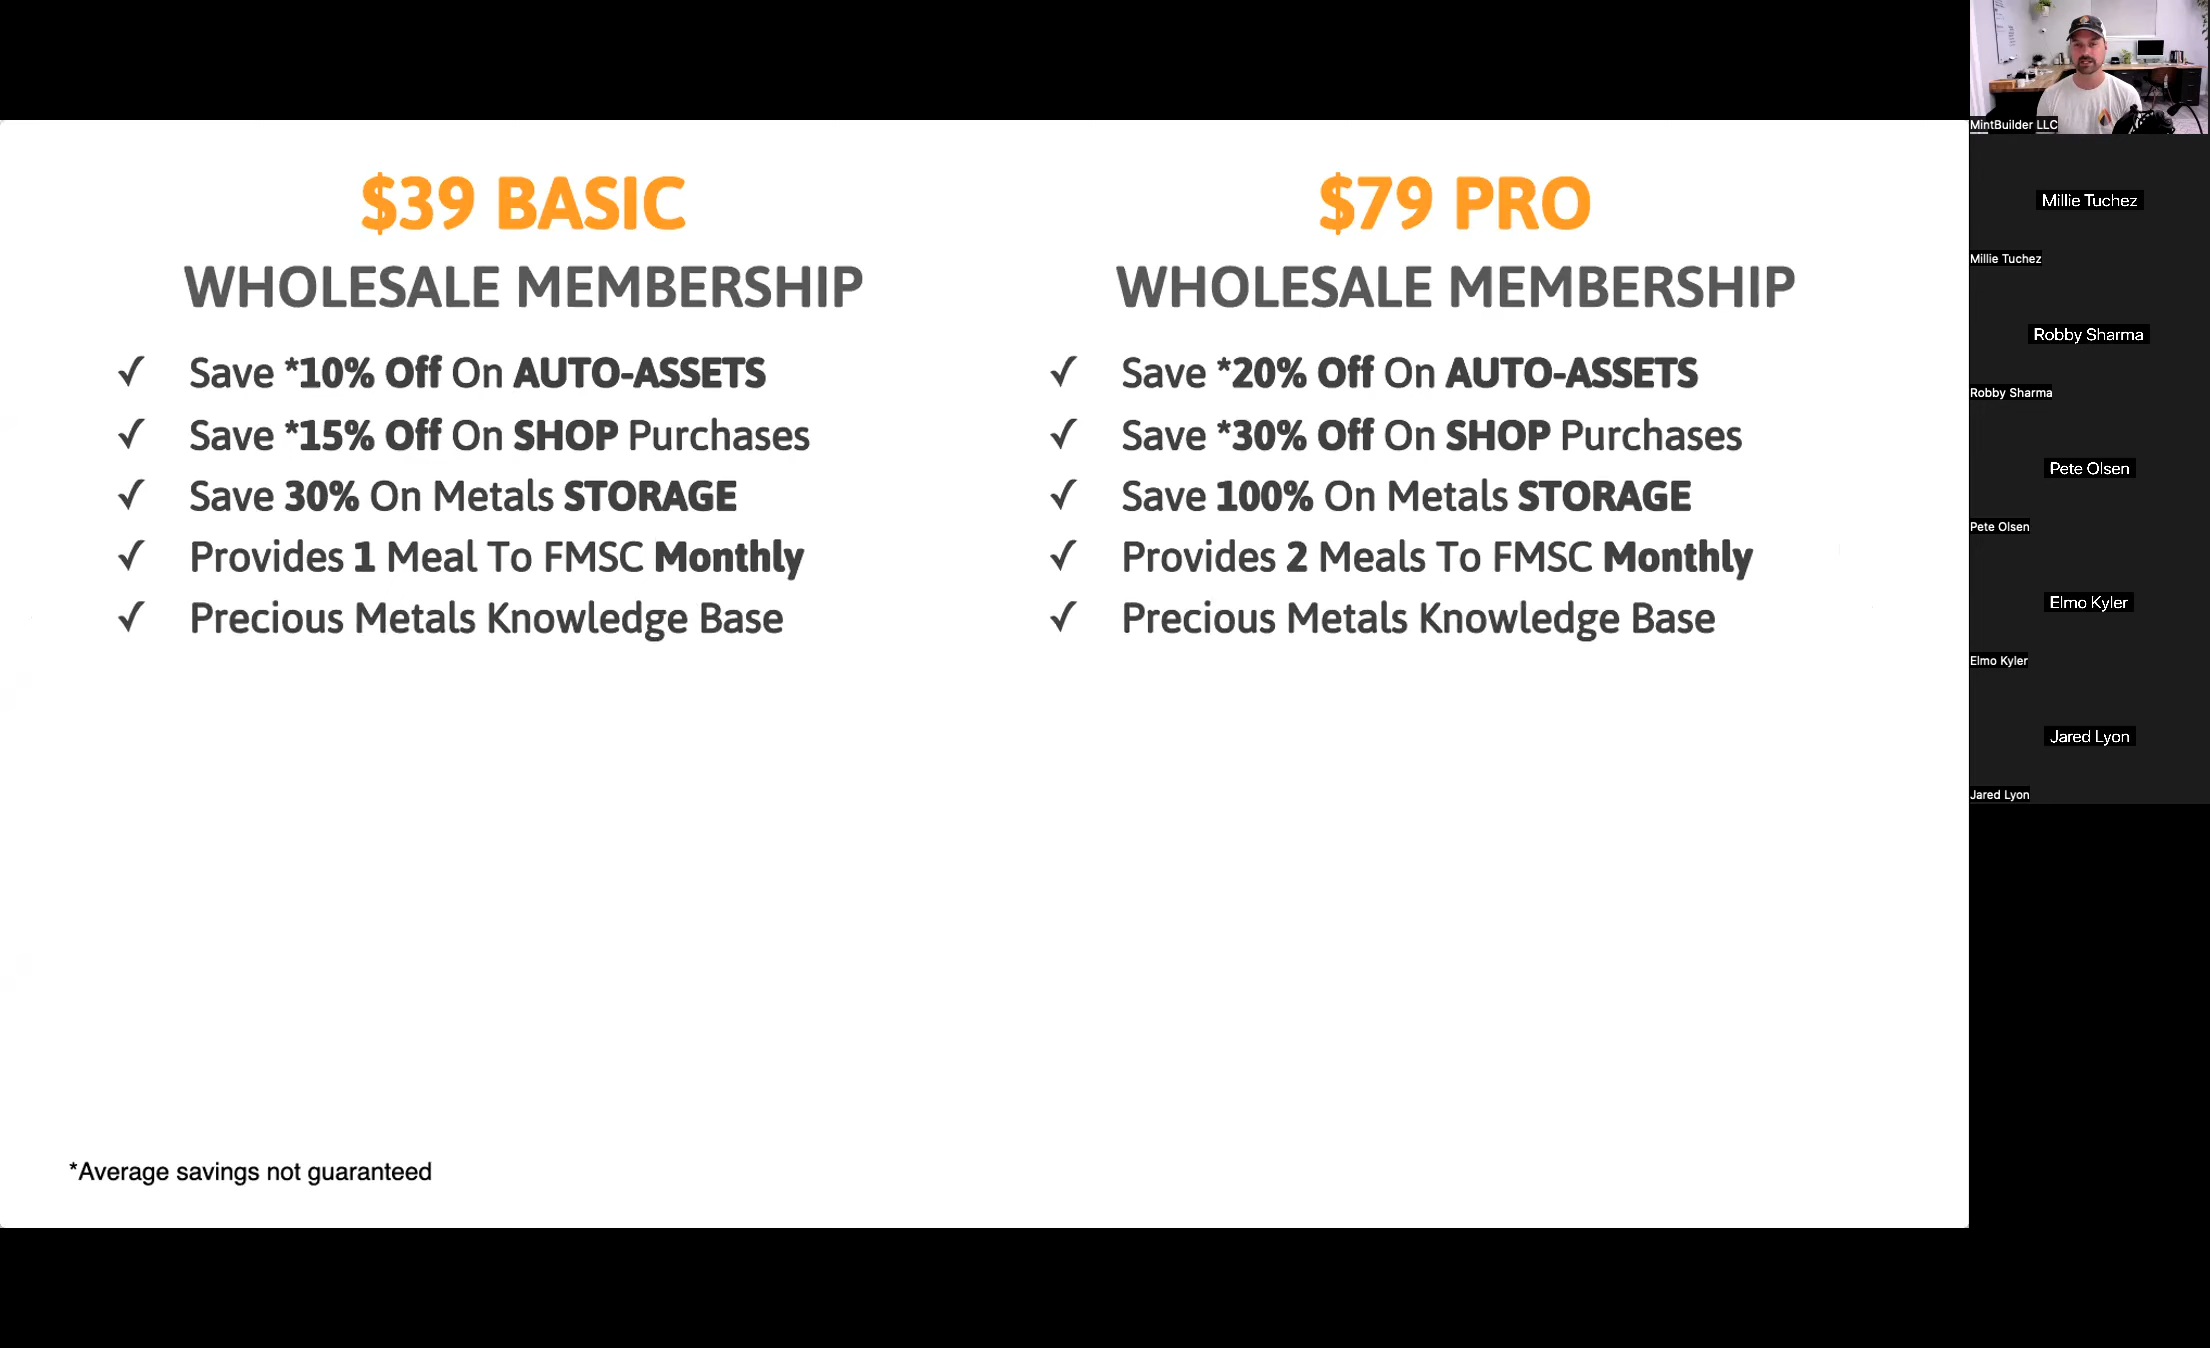 $39 BASIC
WHOLESALE MEMBERSHIP
✓ Save *10% Off On AUTO-ASSETS
✓ Save *15% Off On SHOP Purchases
✓ Save 30% On Metals STORAGE
✓ Provides 1 Meal To FMSC Monthly
✓ Precious Metals Knowledge Base
$79 PRO
WHOLESALE MEMBERSHIP
✓ Save *20% Off On AUTO-ASSETS
✓ Save *30% Off On SHOP Purchases
✓ Save 100% On Metals STORAGE
✓ Provides 2 Meals To FMSC Monthly
✓ Precious Metals Knowledge Base
*Average savings not guaranteed
MintBuilder LLC
Millie Tuchez
Millie Tuchez
Robby Sharma
Robby Sharma
Pete Olsen
Pete Olsen
Elmo Kyler
Elmo Kyler
Jared Lyon
Jared Lyon